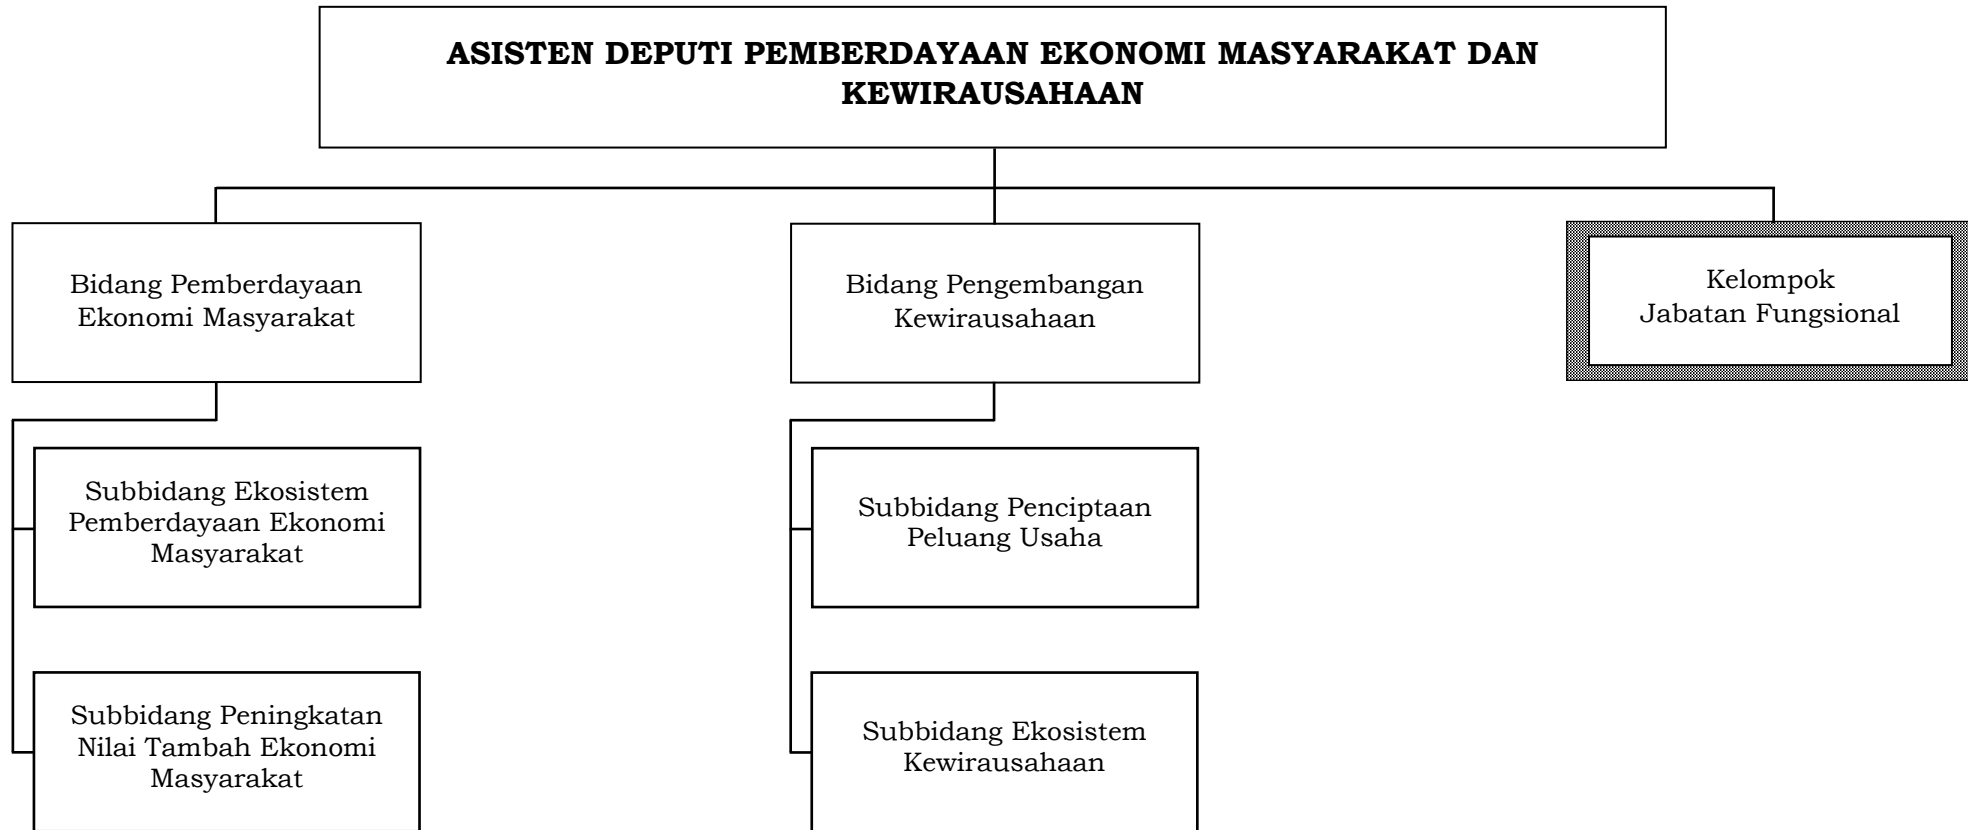 ASISTEN DEPUTI PEMBERDAYAAN EKONOMI MASYARAKAT DAN
KEWIRAUSAHAAN
Bidang Pemberdayaan
Ekonomi Masyarakat
Bidang Pengembangan
Kewirausahaan
Kelompok
Jabatan Fungsional
Subbidang Ekosistem
Pemberdayaan Ekonomi
Masyarakat
Subbidang Penciptaan
Peluang Usaha
Subbidang Peningkatan
Nilai Tambah Ekonomi
Masyarakat
Subbidang Ekosistem
Kewirausahaan